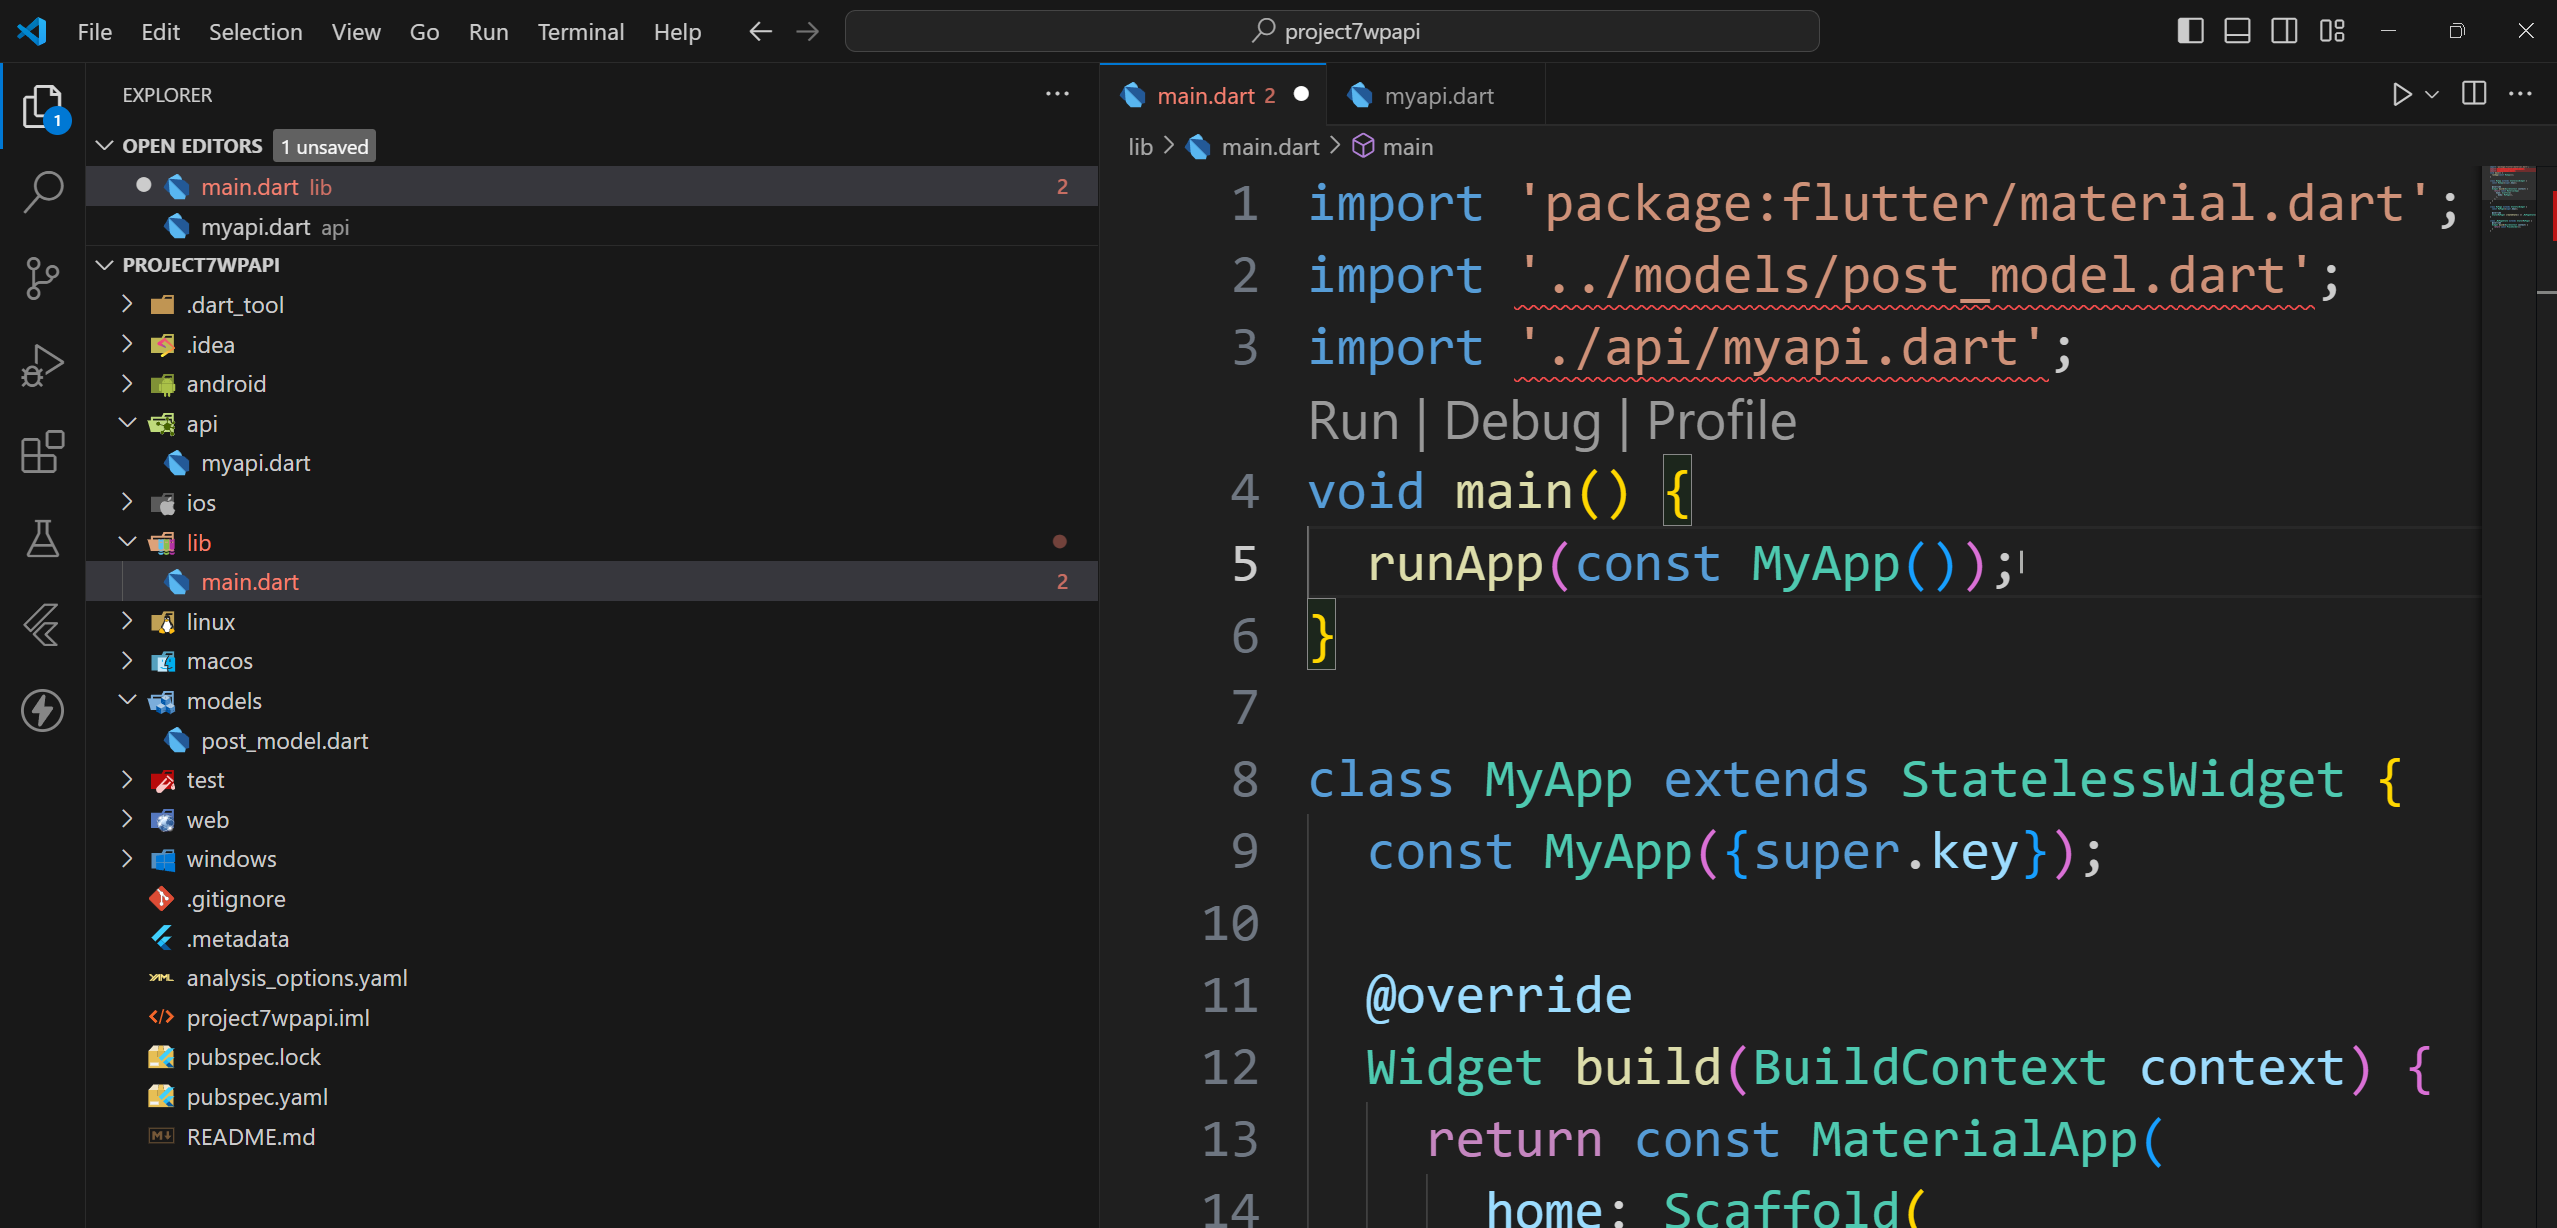 File Edit Selection View Go Run Terminal Help
project7wpapi
1
EXPLORER
OPEN EDITORS 1 unsaved
main.dart lib 2
myapi.dart api
PROJECT7WPAPI
.dart_tool
.idea
android
api
myapi.dart
ios
lib
main.dart 2
linux
macos
models
post_model.dart
test
web
windows
.gitignore
.metadata
analysis_options.yaml
project7wpapi.iml
pubspec.lock
pubspec.yaml
README.md
main.dart 2 myapi.dart
lib > main.dart > main
1 import 'package:flutter/material.dart';
2 import '../models/post_model.dart';
3 import './api/myapi.dart';
Run | Debug | Profile
4 void main() {
5 runApp(const MyApp());
6 }
7
8 class MyApp extends StatelessWidget {
9 const MyApp({super.key});
10
11 @override
12 Widget build(BuildContext context) {
13 return const MaterialApp(
14 home: Scaffold(